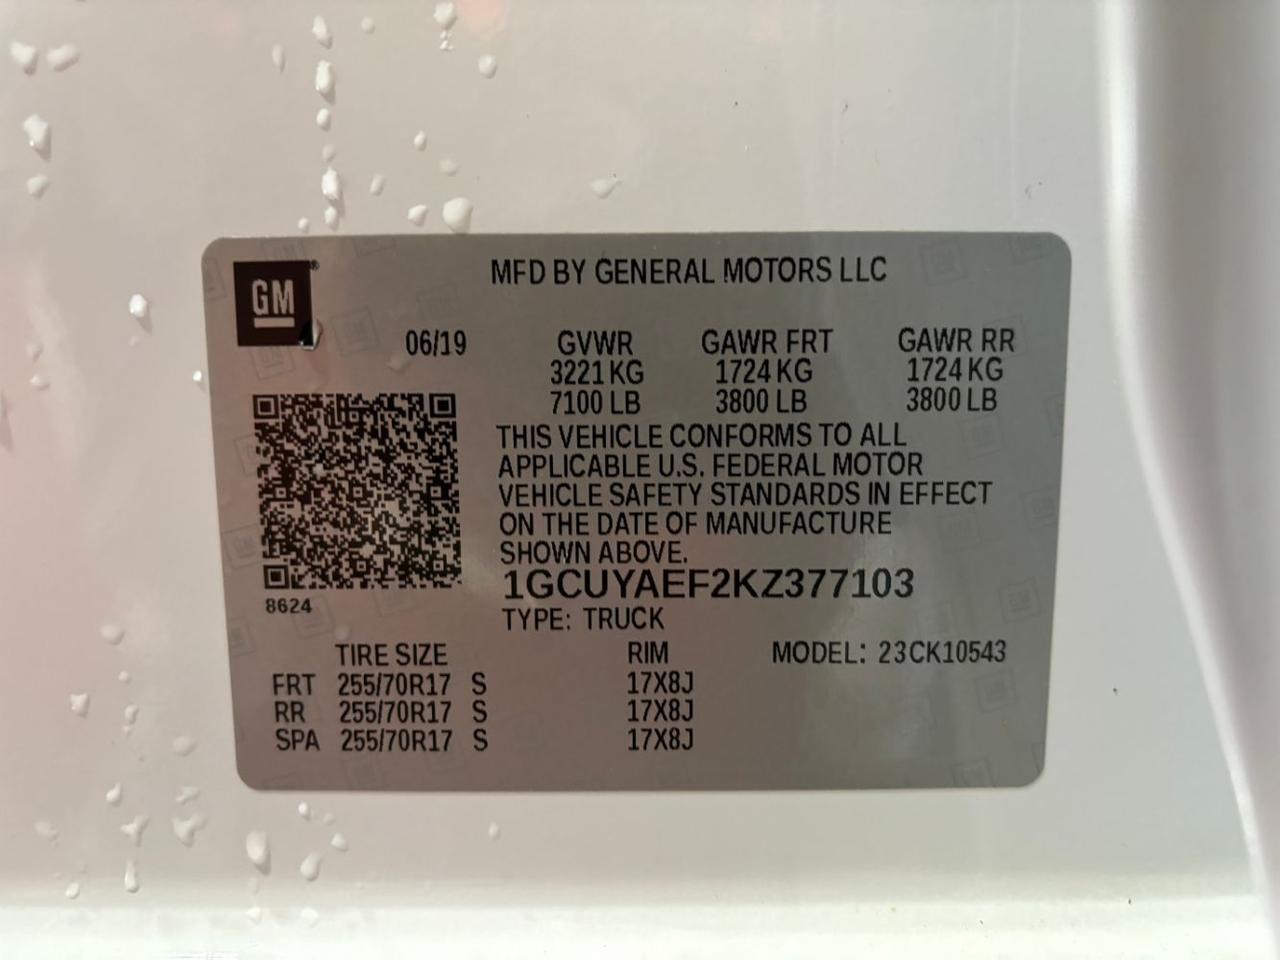 GM
MFD BY GENERAL MOTORS LLC
06/19 GVWR GAWR FRT GAWR RR
3221 KG 1724 KG 1724 KG
7100 LB 3800 LB 3800 LB
THIS VEHICLE CONFORMS TO ALL
APPLICABLE U.S. FEDERAL MOTOR
VEHICLE SAFETY STANDARDS IN EFFECT
ON THE DATE OF MANUFACTURE
SHOWN ABOVE.
1GCUYAEF2KZ377103
8624
TYPE: TRUCK
TIRE SIZE RIM MODEL: 23CK10543
FRT 255/70R17 S 17X8J
RR 255/70R17 S 17X8J
SPA 255/70R17 S 17X8J